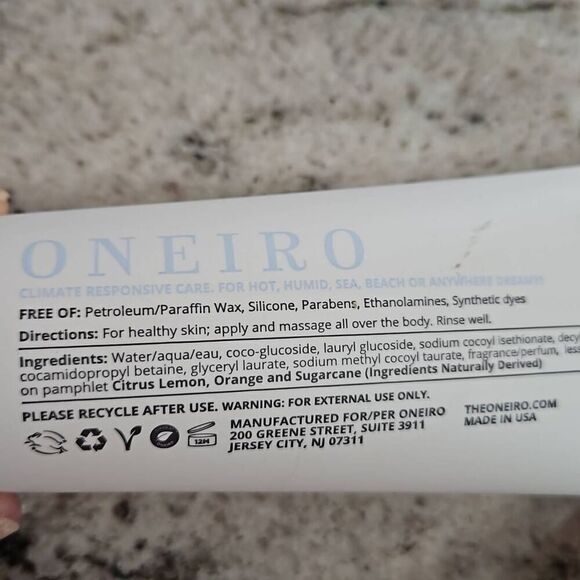 ONEIRO
CLIMATE RESPONSIVE CARE. FOR HOT, HUMID, SEA, BEACH OR ANYWHERE DREAMY!
FREE OF: Petroleum/Paraffin Wax, Silicone, Parabens, Ethanolamines, Synthetic dyes
Directions: For healthy skin; apply and massage all over the body. Rinse well.
Ingredients: Water/aqua/eau, coco-glucoside, lauryl glucoside, sodium cocoyl isethionate, decyl
cocamidopropyl betaine, glyceryl laurate, sodium methyl cocoyl taurate, fragrance/perfum, less
on pamphlet Citrus Lemon, Orange and Sugarcane (Ingredients Naturally Derived)
PLEASE RECYCLE AFTER USE. WARNING: FOR EXTERNAL USE ONLY.
12M
MANUFACTURED FOR/PER ONEIRO
200 GREENE STREET, SUITE 3911
JERSEY CITY, NJ 07311
THEONEIRO.COM
MADE IN USA